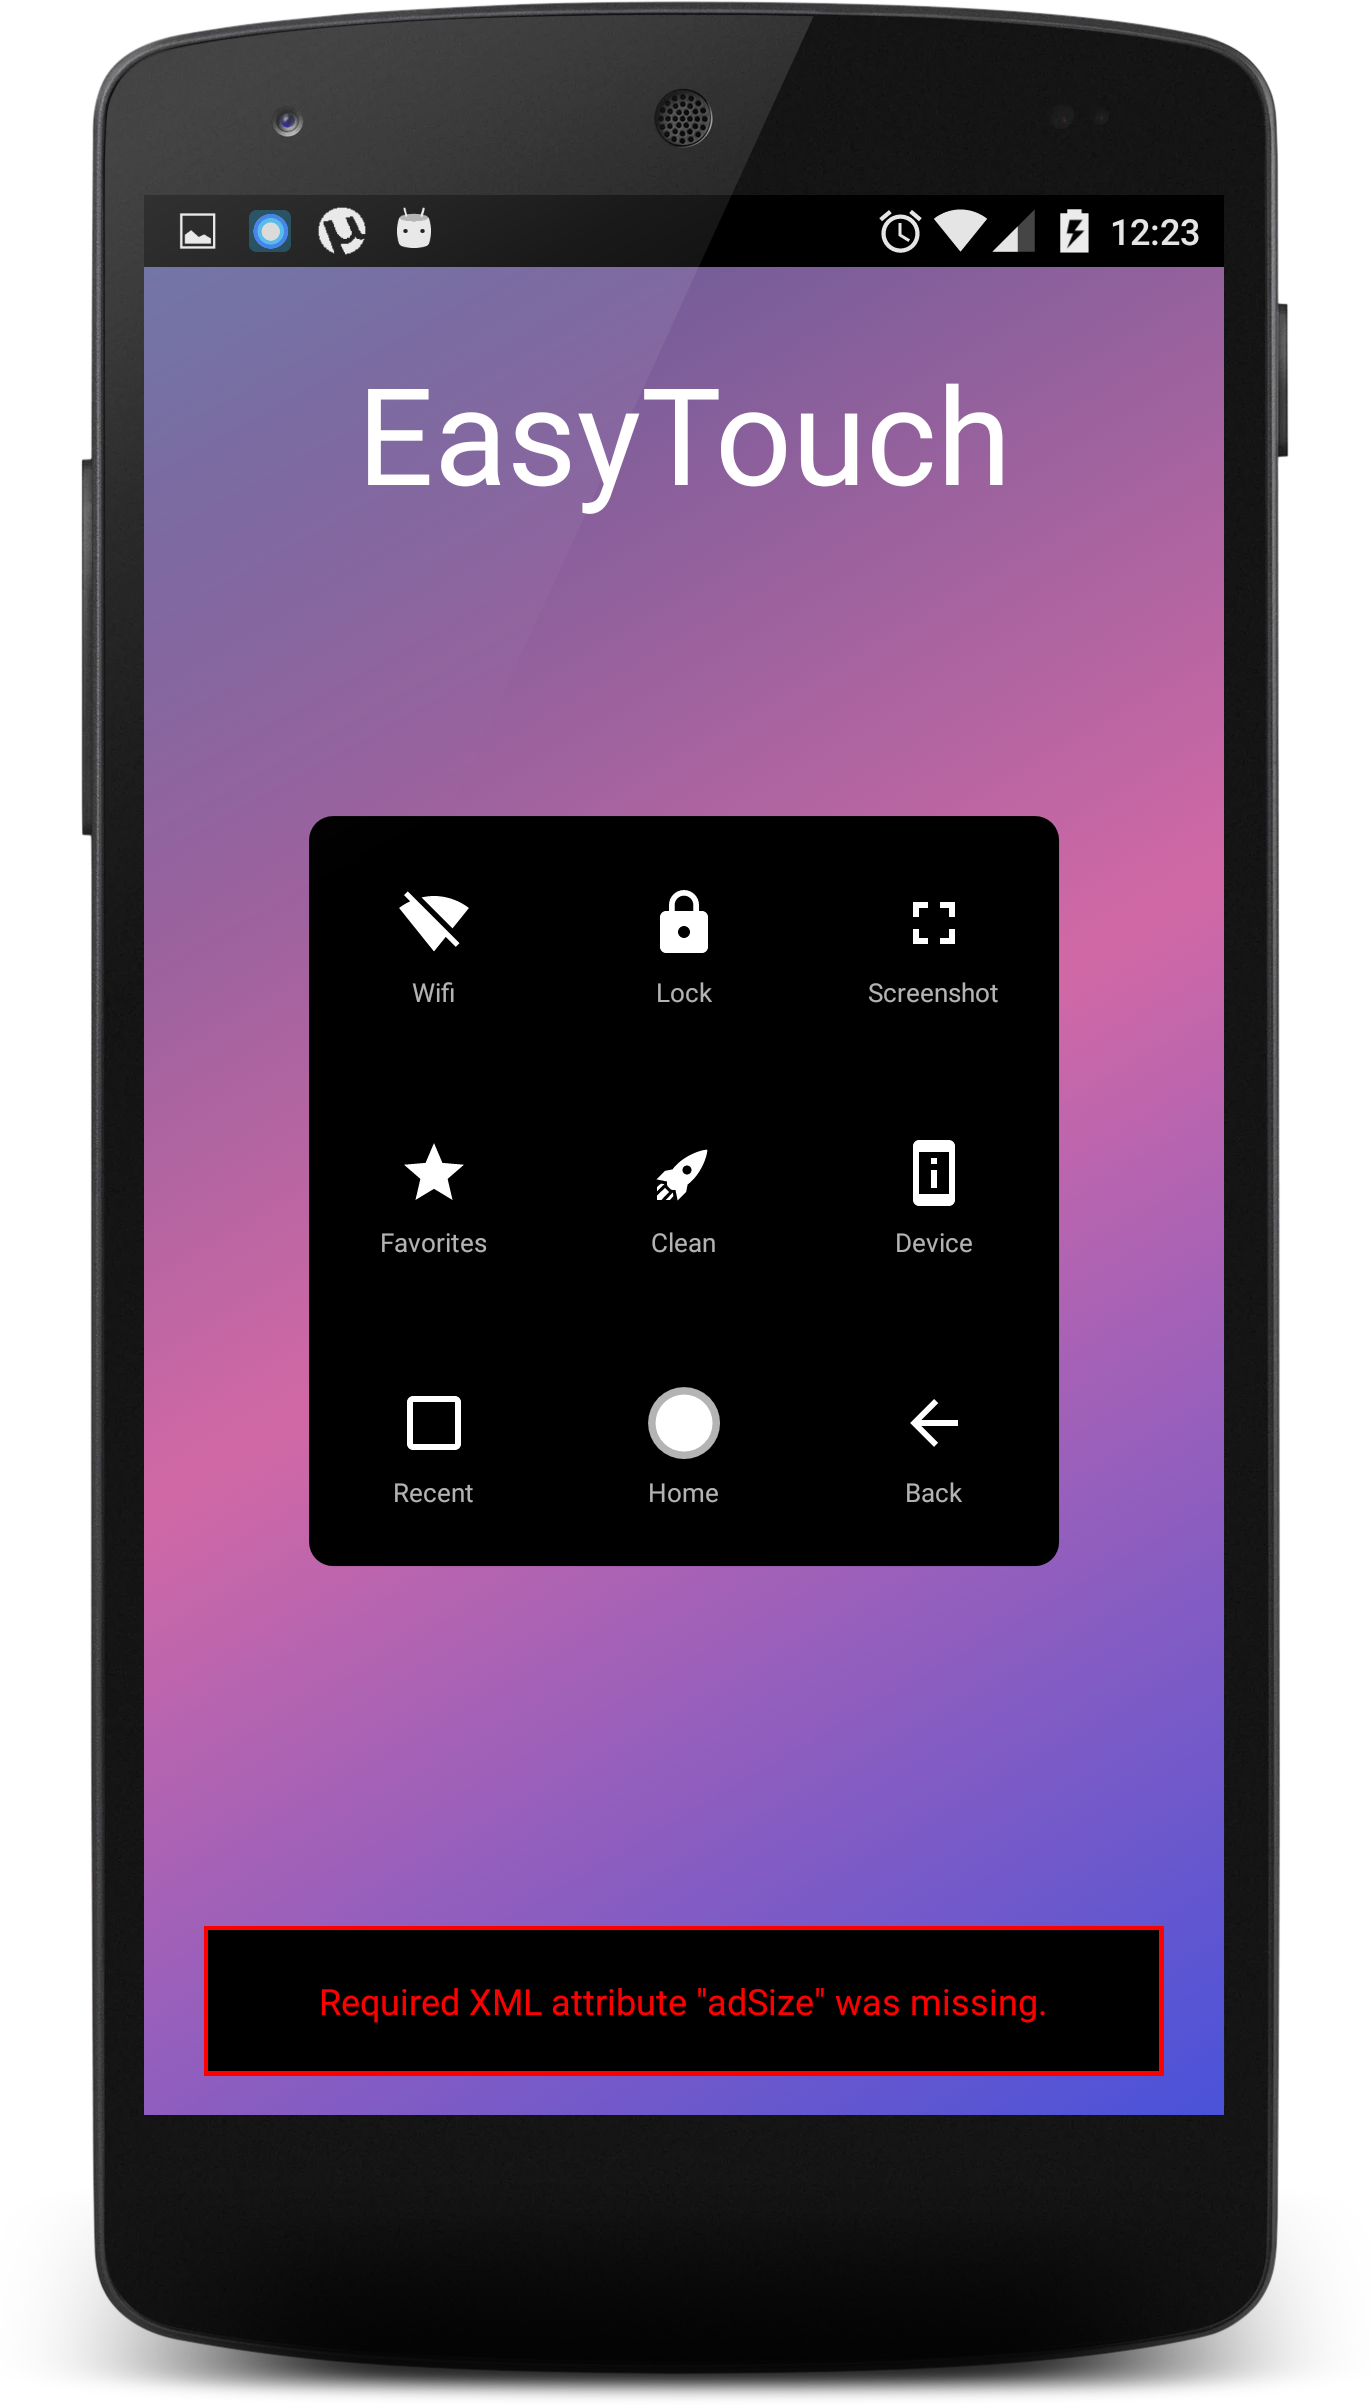 12:23
EasyTouch
Wifi
Lock
Screenshot
Favorites
Clean
Device
Recent
Home
Back
Required XML attribute "adSize" was missing.